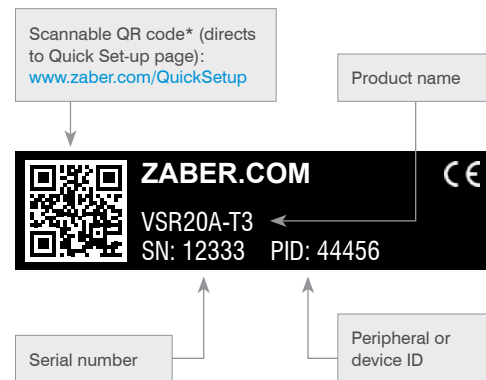 Scannable QR code* (directs
to Quick Set-up page):
www.zaber.com/QuickSetup
Product name
ZABER.COM
CE
VSR20A-T3
SN: 12333 PID: 44456
Serial number
Peripheral or
device ID